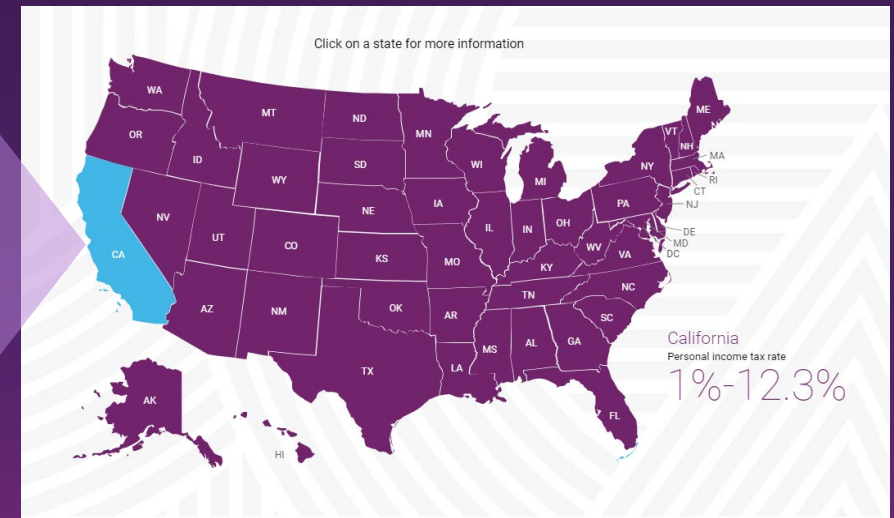 Click on a state for more information
WA
MT
ND
MN
ME
OR
VT
NH
ID
SD
WI
NY
MA
WY
MI
RI
CT
NE
IA
PA
NJ
NV
IL
IN
OH
UT
CO
DE
CA
KS
MO
WV
VA
MD
DC
KY
AZ
NM
OK
AR
TN
NC
SC
MS
AL
GA
TX
LA
California
Personal income tax rate
1%-12.3%
AK
FL
HI